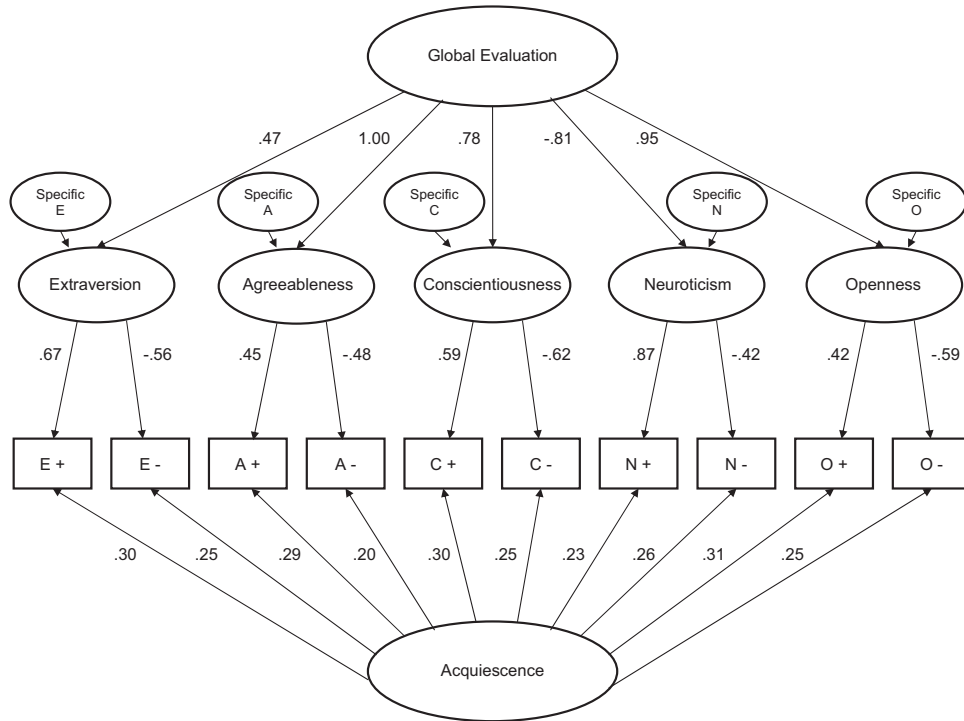 Global Evaluation
.47
1.00
.78
-.81
.95
Specific
E
Specific
A
Specific
C
Specific
N
Specific
O
Extraversion
Agreeableness
Conscientiousness
Neuroticism
Openness
.67
-.56
.45
-.48
.59
-.62
.87
-.42
.42
-.59
E +
E -
A +
A -
C +
C -
N +
N -
O +
O -
.30
.25
.29
.20
.30
.25
.23
.26
.31
.25
Acquiescence